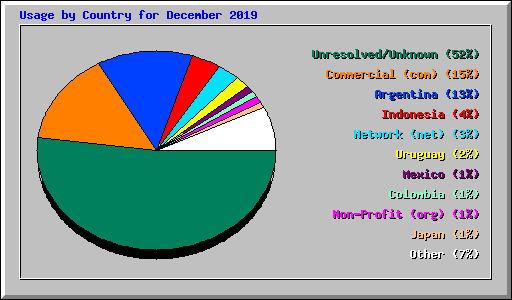 Usage by Country for December 2019
Unresolved/Unknown (52%)
Commercial (com) (15%)
Argentina (13%)
Indonesia (4%)
Network (net) (3%)
Uruguay (2%)
Mexico (1%)
Colombia (1%)
Non-Profit (org) (1%)
Japan (1%)
Other (7%)